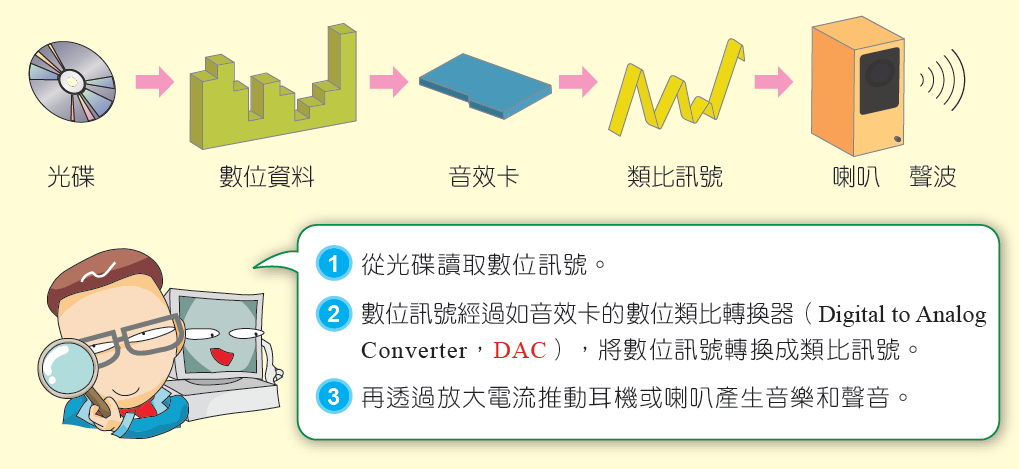 光碟 數位資料 音效卡 類比訊號 喇叭 聲波
1 從光碟讀取數位訊號。
2 數位訊號經過如音效卡的數位類比轉換器（Digital to Analog
Converter，DAC），將數位訊號轉換成類比訊號。
3 再透過放大電流推動耳機或喇叭產生音樂和聲音。